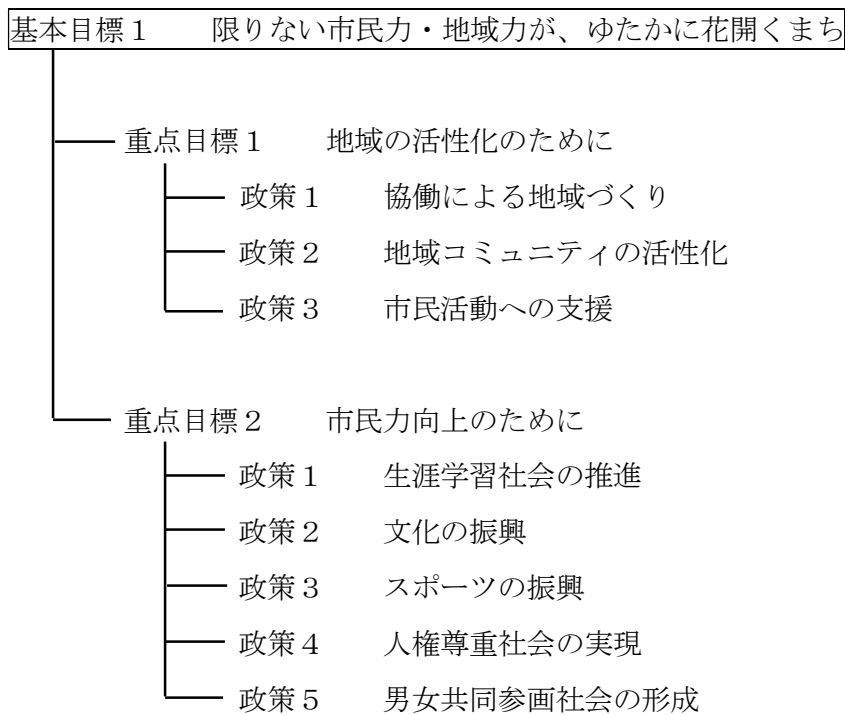 基本目標１　限りない市民力・地域力が、ゆたかに花開くまち
重点目標１　地域の活性化のために
政策１　協働による地域づくり
政策２　地域コミュニティの活性化
政策３　市民活動への支援
重点目標２　市民力向上のために
政策１　生涯学習社会の推進
政策２　文化の振興
政策３　スポーツの振興
政策４　人権尊重社会の実現
政策５　男女共同参画社会の形成